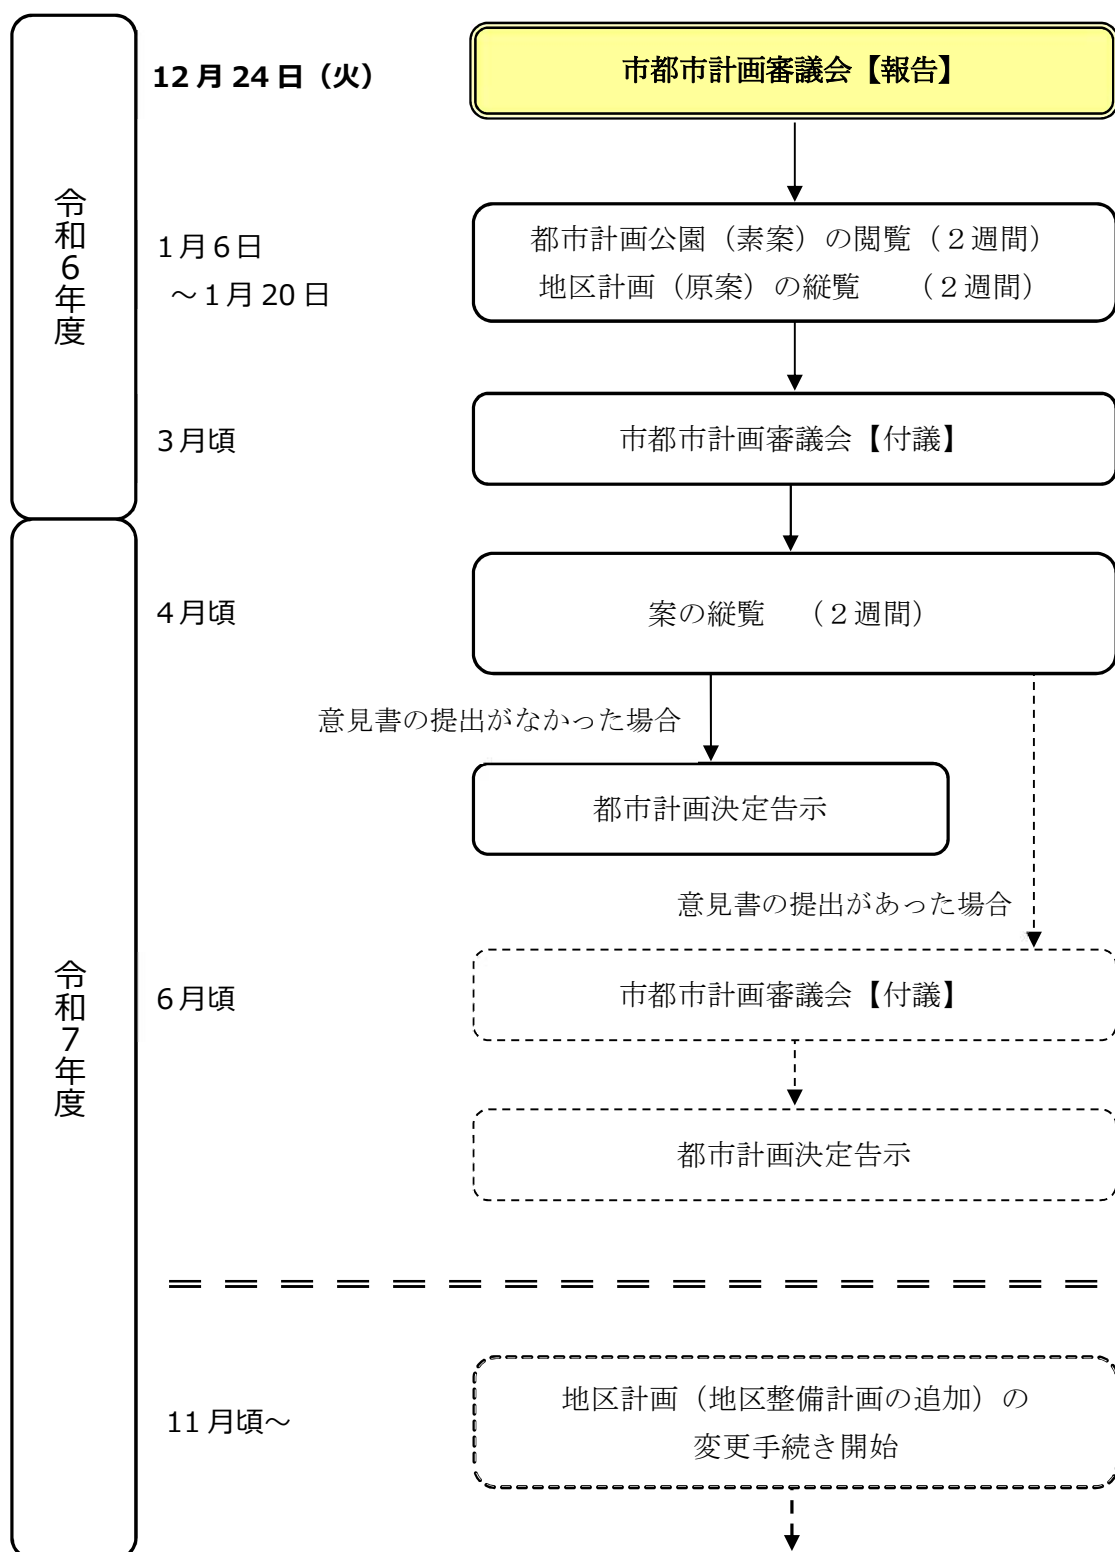 令和6年度
12月24日（火）
市都市計画審議会【報告】
1月6日
～1月20日
都市計画公園（素案）の閲覧（２週間）
地区計画（原案）の縦覧　　（２週間）
3月頃
市都市計画審議会【付議】
令和7年度
4月頃
案の縦覧　（２週間）
意見書の提出がなかった場合
都市計画決定告示
意見書の提出があった場合
6月頃
市都市計画審議会【付議】
都市計画決定告示
11月頃～
地区計画（地区整備計画の追加）の
変更手続き開始